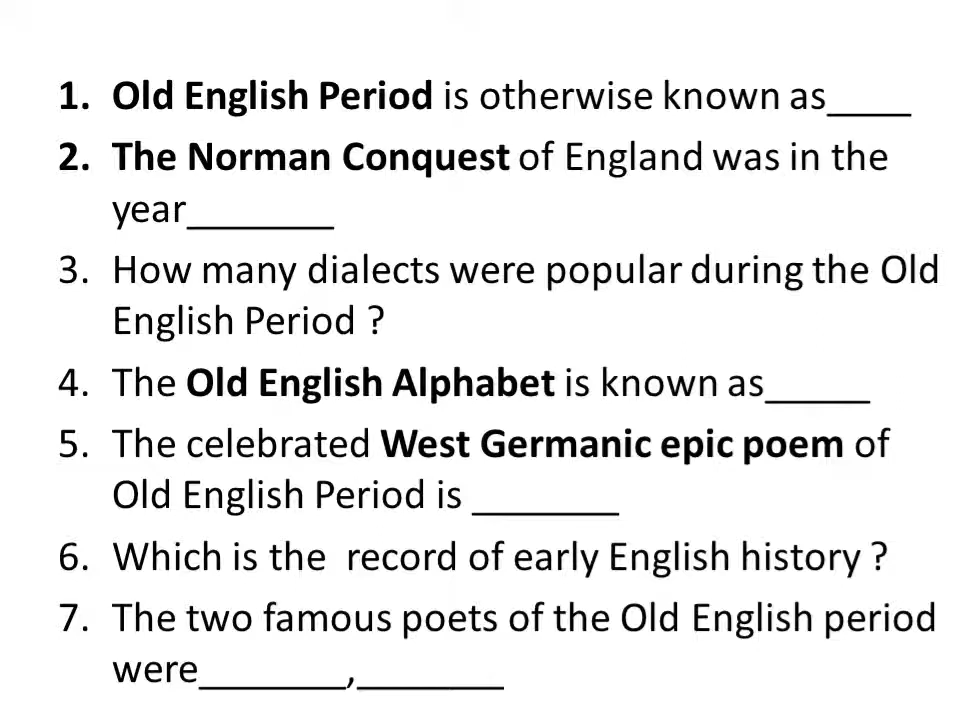 1. Old English Period is otherwise known as____
2. The Norman Conquest of England was in the
year_______
3. How many dialects were popular during the Old
English Period ?
4. The Old English Alphabet is known as_____
5. The celebrated West Germanic epic poem of
Old English Period is _______
6. Which is the  record of early English history ?
7. The two famous poets of the Old English period
were_______,_______